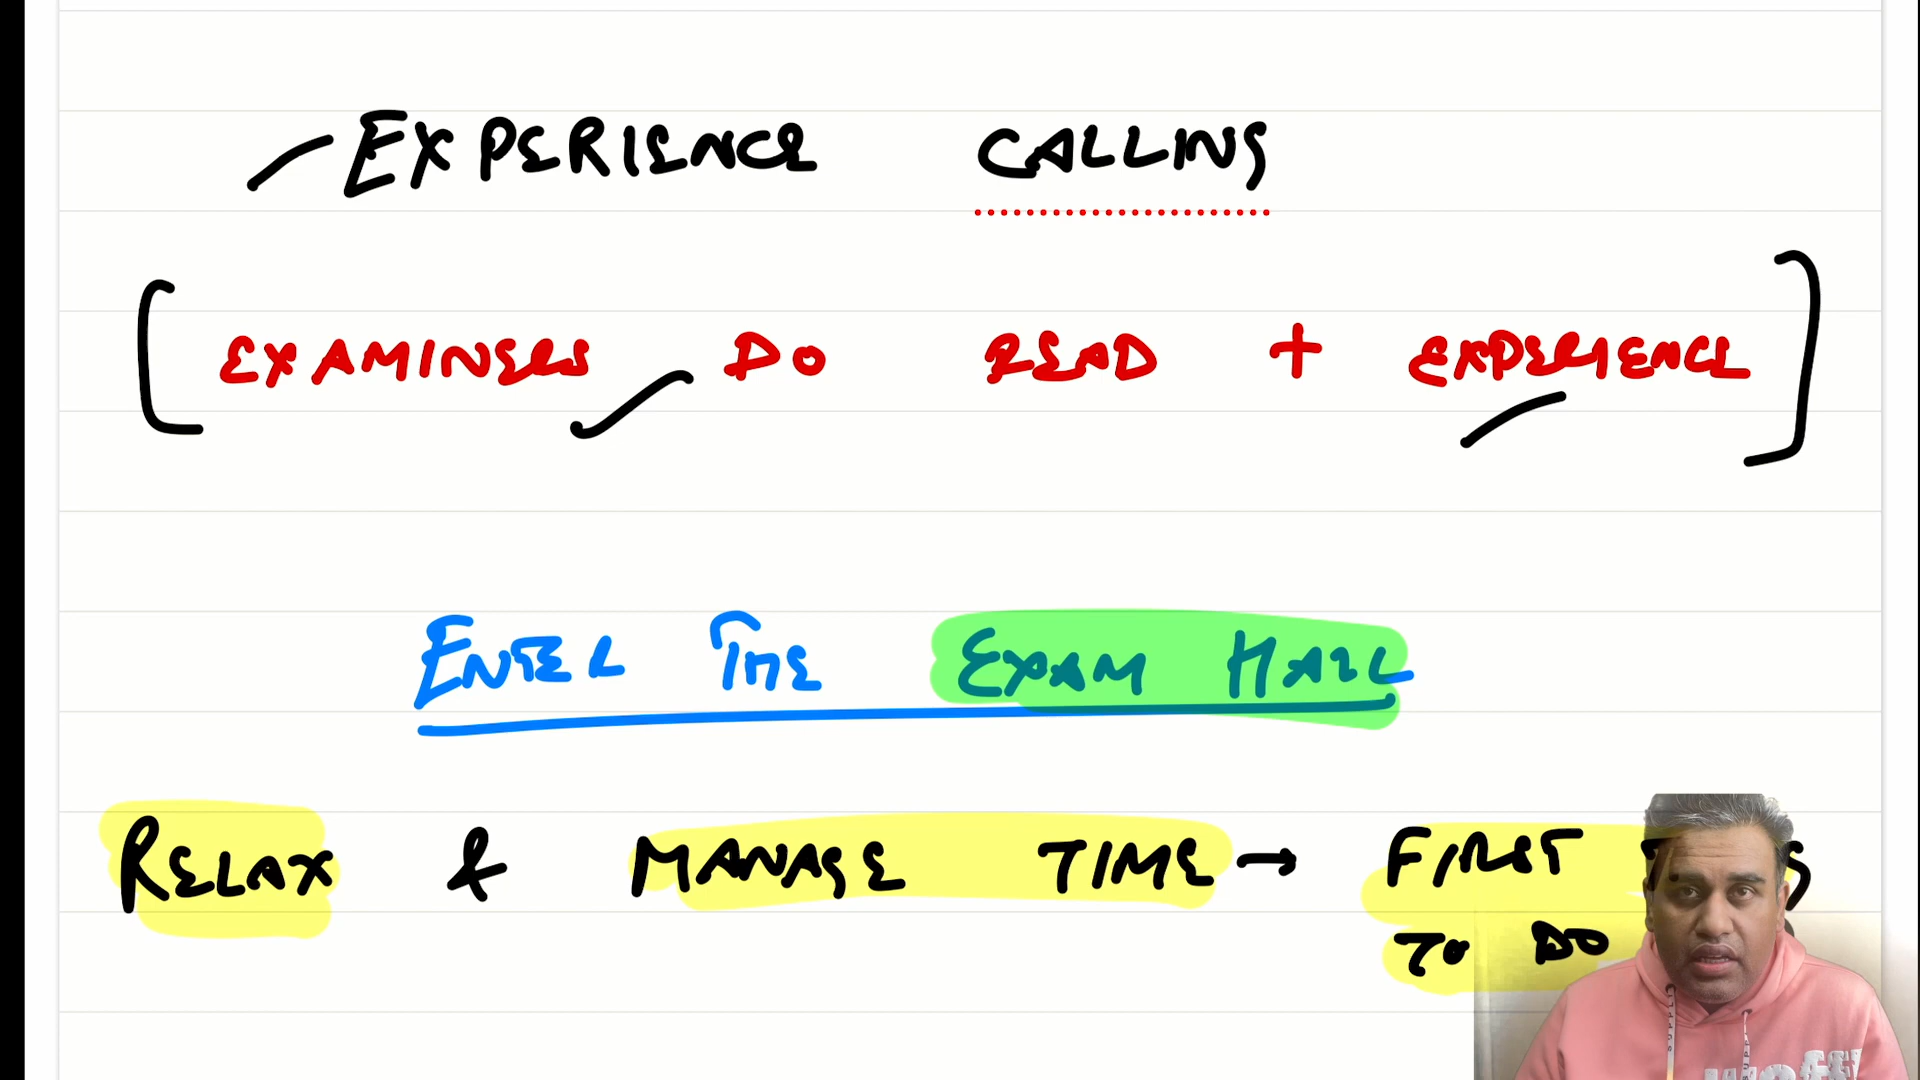 EXPERIENCE CALLING
EXAMINERS DO READ + EXPERIENCE
ENTER THE EXAM HALL
RELAX & MANAGE TIME → FIRST
TO DO